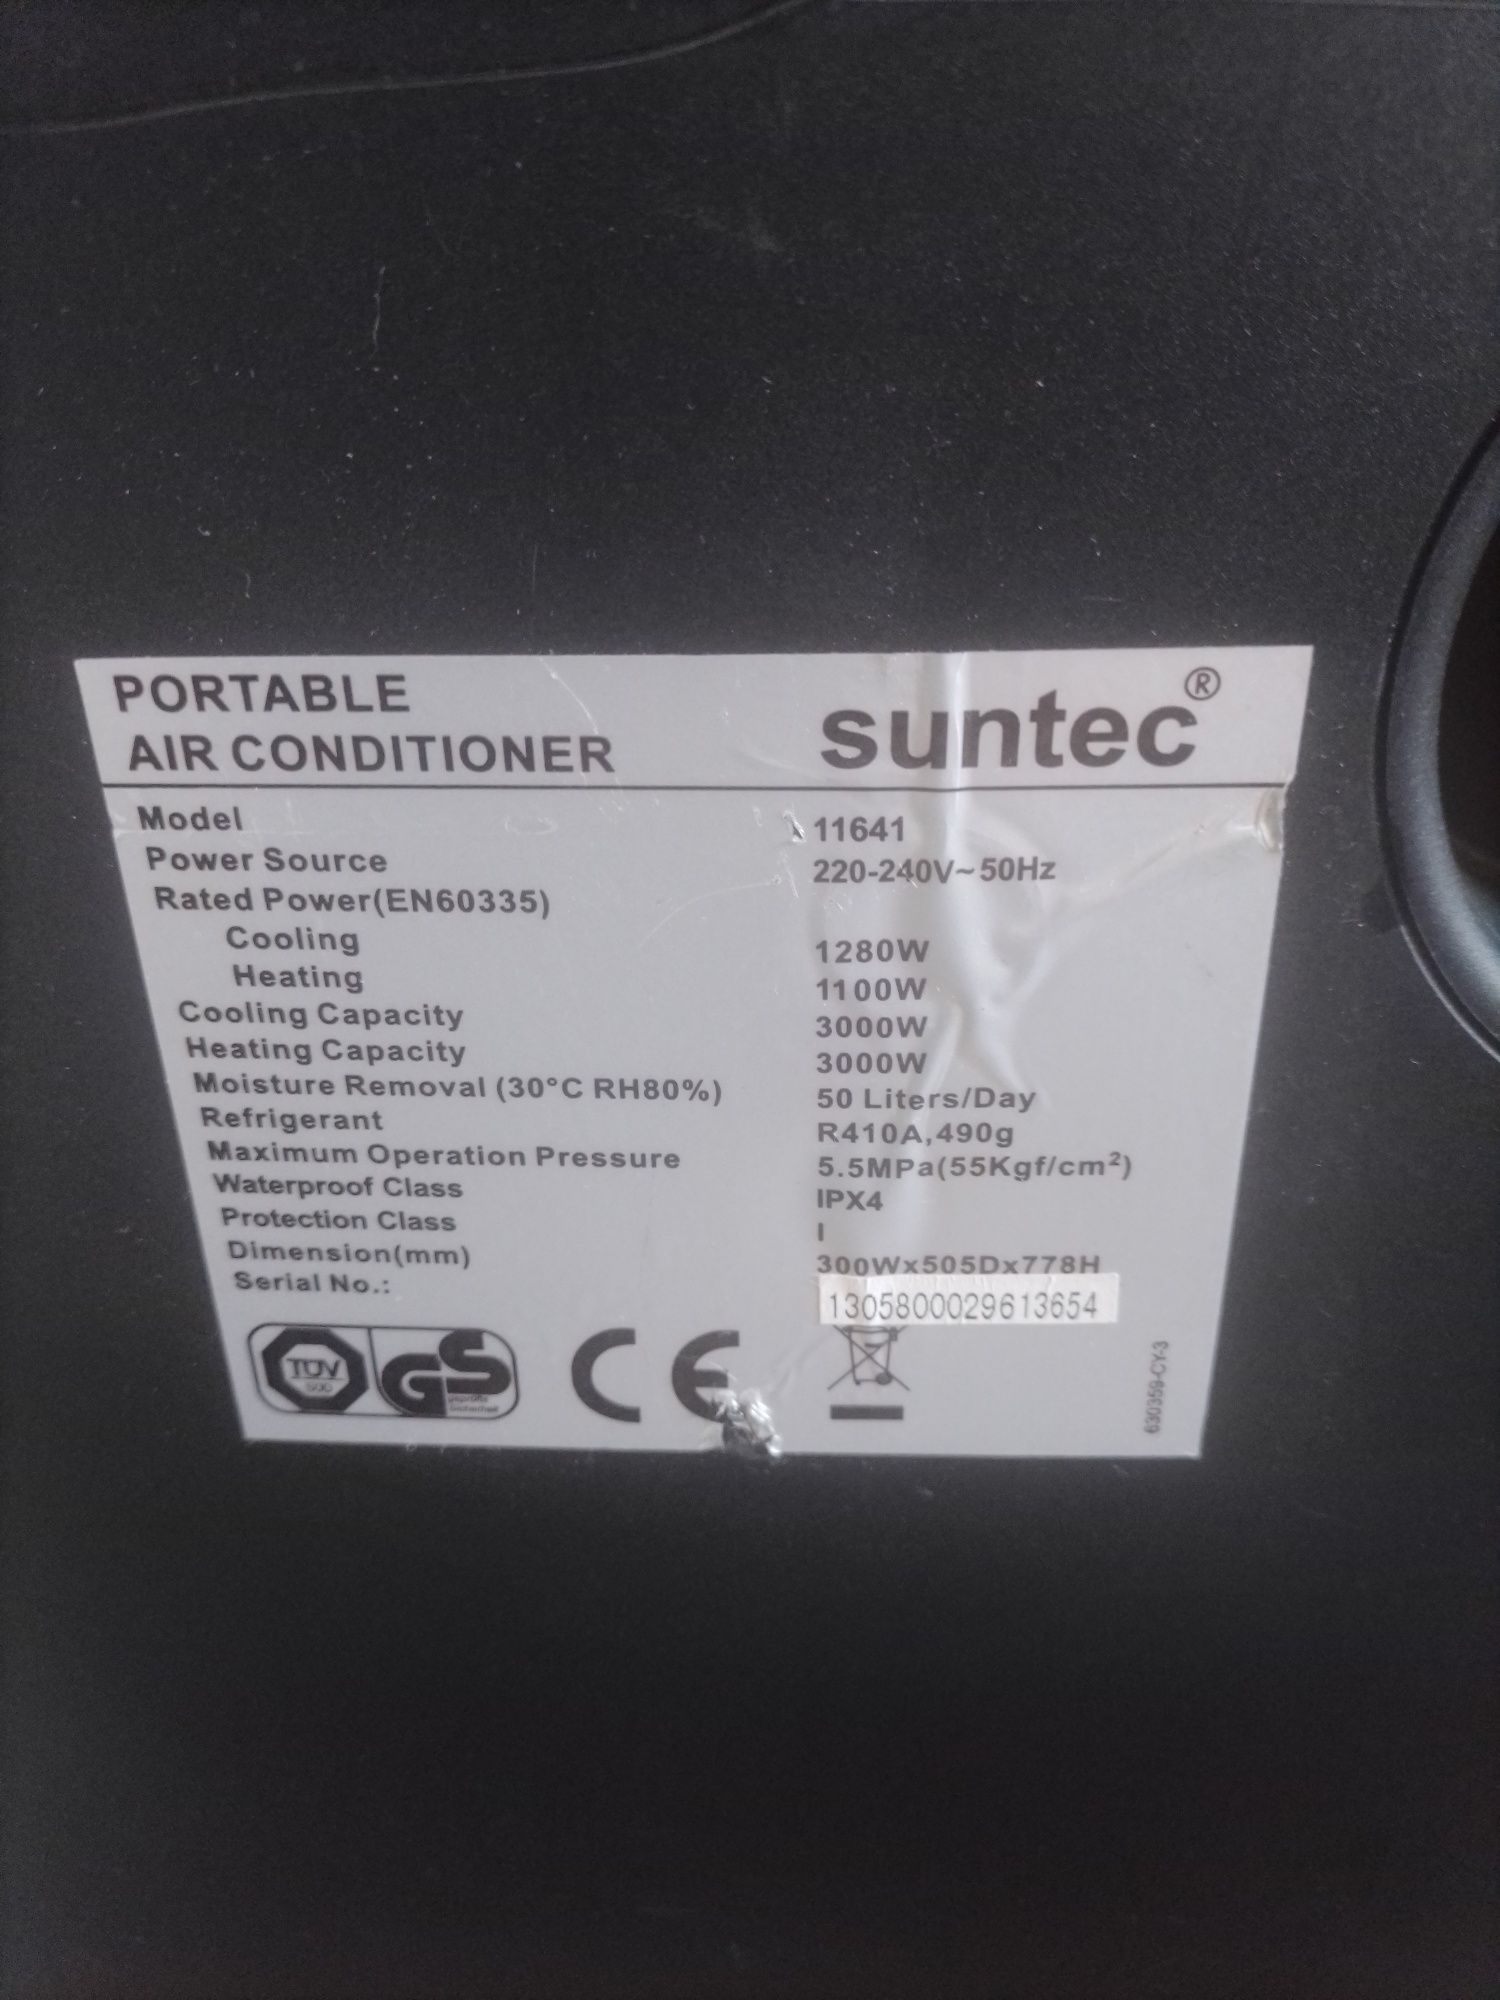 PORTABLE
AIR CONDITIONER
suntec®
Model 11641
Power Source 220-240V~50Hz
Rated Power(EN60335)
Cooling 1280W
Heating 1100W
Cooling Capacity 3000W
Heating Capacity 3000W
Moisture Removal (30°C RH80%) 50 Liters/Day
Refrigerant R410A,490g
Maximum Operation Pressure 5.5MPa(55Kgf/cm²)
Waterproof Class IPX4
Protection Class I
Dimension(mm) 300Wx505Dx778H
Serial No.: 1305800029613654
TÜV
GS
CE
630359-CY-3